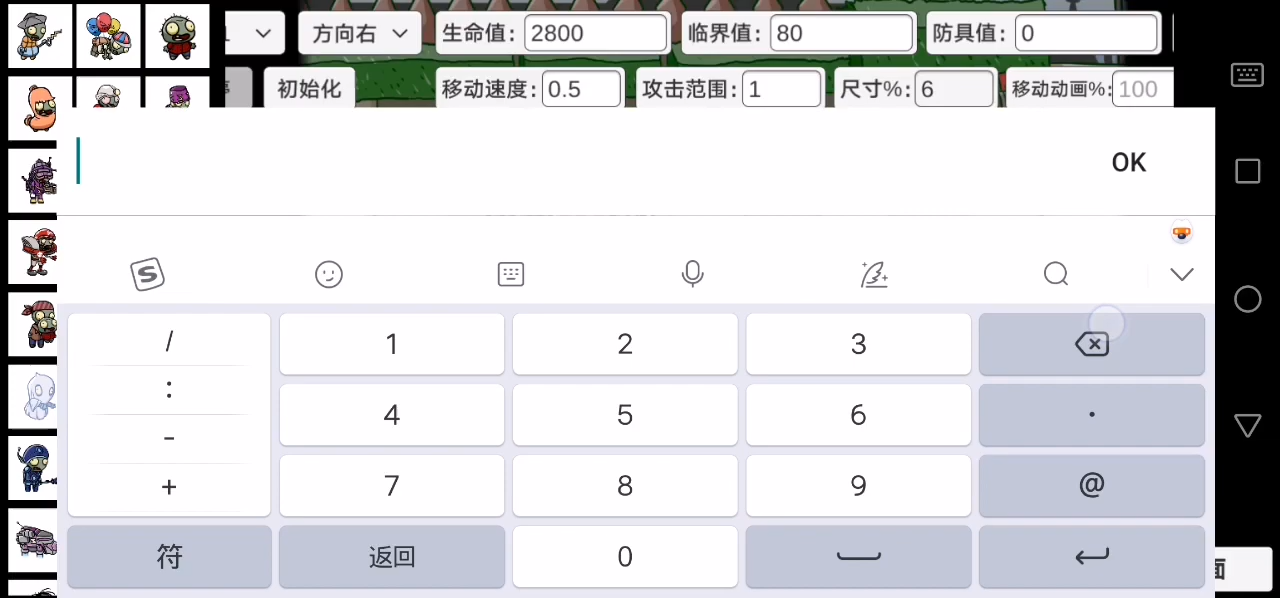 方向右 生命值: 2800 临界值: 80 防具值: 0
初始化 移动速度: 0.5 攻击范围: 1 尺寸%: 6 移动动画%: 100
OK
/ 1 2 3
: 4 5 6 .
-
+ 7 8 9 @
符 返回 0
面